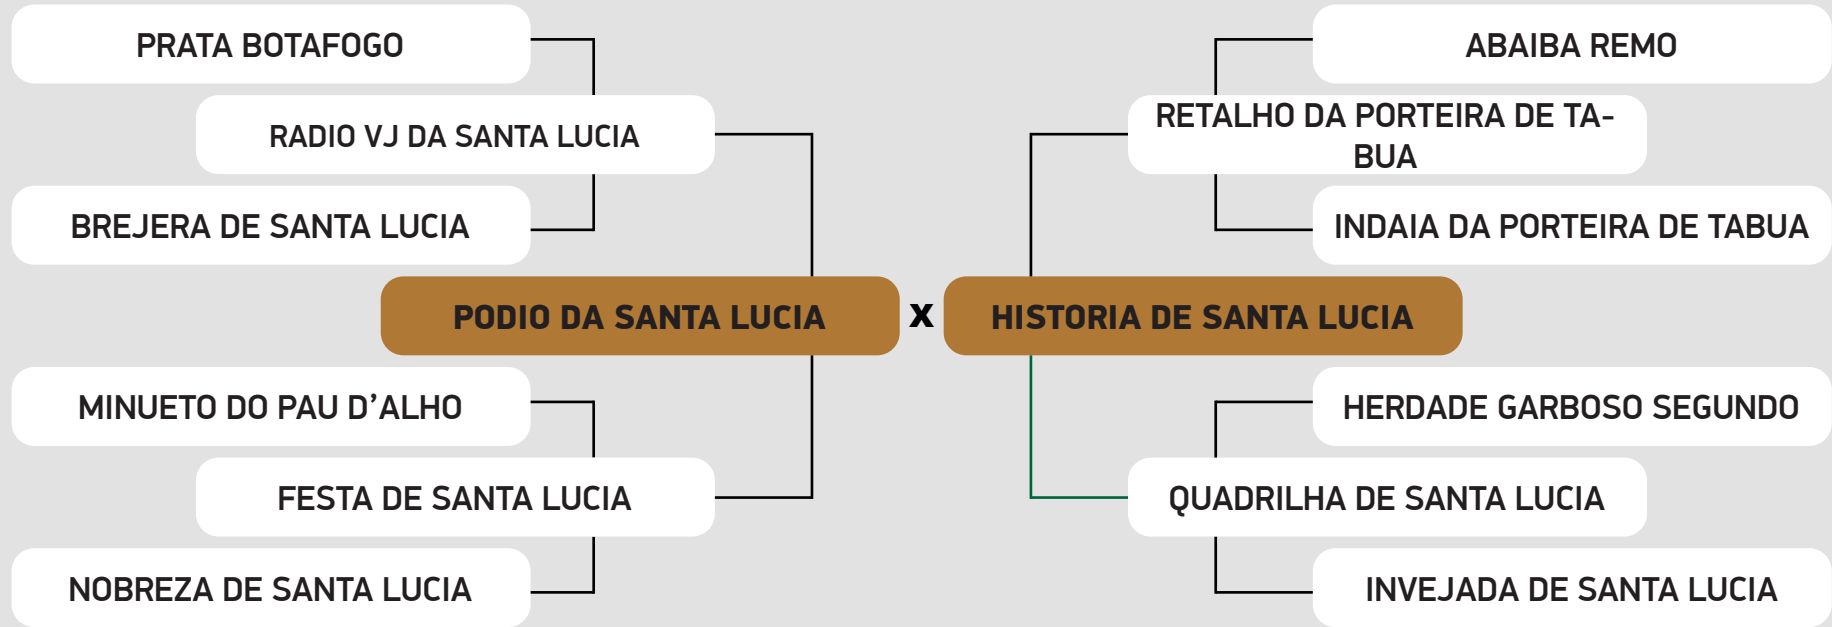 PRATA BOTAFOGO
ABAIBA REMO
RADIO VJ DA SANTA LUCIA
RETALHO DA PORTEIRA DE TA-
BUA
BREJERA DE SANTA LUCIA
INDAIA DA PORTEIRA DE TABUA
PODIO DA SANTA LUCIA X HISTORIA DE SANTA LUCIA
MINUETO DO PAU D’ALHO
HERDADE GARBOSO SEGUNDO
FESTA DE SANTA LUCIA
QUADRILHA DE SANTA LUCIA
NOBREZA DE SANTA LUCIA
INVEJADA DE SANTA LUCIA